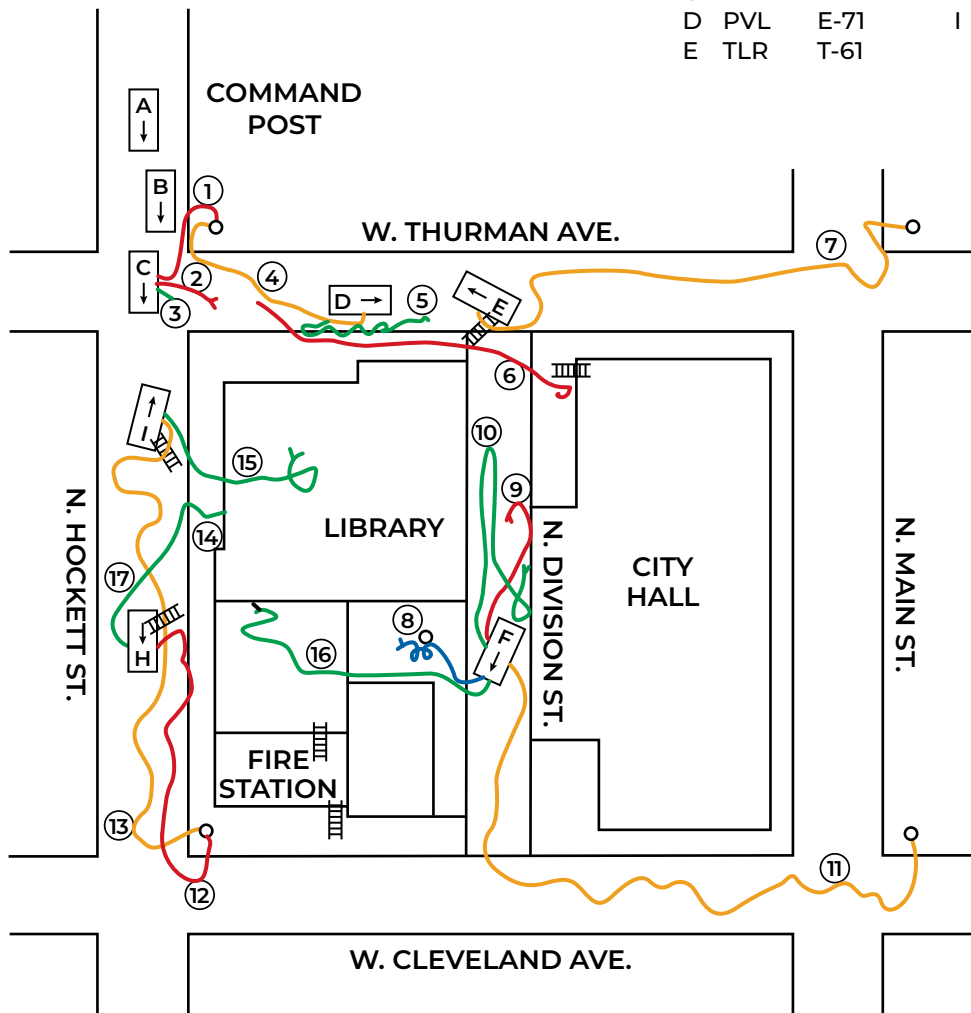 D PVL E-71 I
E TLR T-61
A
COMMAND
POST
B
1
W. THURMAN AVE.
7
C
2
4
D
5
E
3
6
I
10
15
9
N. HOCKETT ST.
14
LIBRARY
N. DIVISION ST.
CITY
HALL
N. MAIN ST.
17
8
F
H
16
FIRE
STATION
13
11
12
W. CLEVELAND AVE.